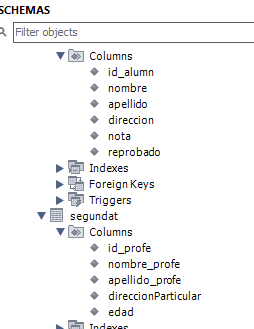 SCHEMAS
Filter objects
Columns
id_alumn
nombre
apellido
direccion
nota
reprobado
Indexes
Foreign Keys
Triggers
segundat
Columns
id_profe
nombre_profe
apellido_profe
direccionParticular
edad
Indexes